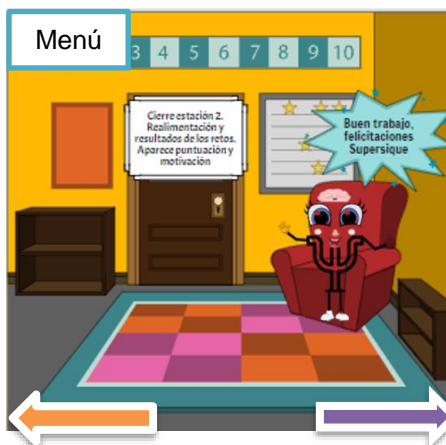 Menú
3 4 5 6 7 8 9 10
Cierre estación 2.
Realimentación y
resultados de los retos.
Aparece puntuación y
motivación
Buen trabajo,
felicitaciones
Supersique